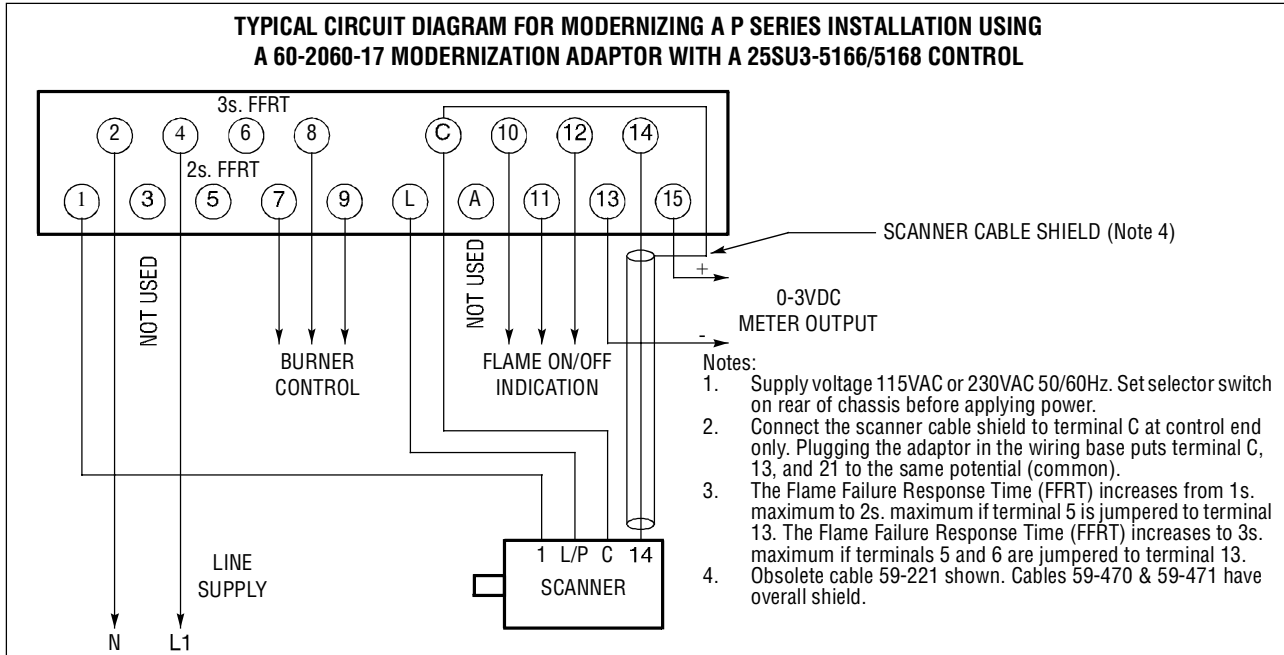 TYPICAL CIRCUIT DIAGRAM FOR MODERNIZING A P SERIES INSTALLATION USING
A 60-2060-17 MODERNIZATION ADAPTOR WITH A 25SU3-5166/5168 CONTROL
3s. FFRT
2 4 6 8 C 10 12 14
2s. FFRT
1 3 5 7 9 L A 11 13 15
SCANNER CABLE SHIELD (Note 4)
NOT USED
NOT USED
+
0-3VDC
METER OUTPUT
-
BURNER
CONTROL
FLAME ON/OFF
INDICATION
Notes:
1. Supply voltage 115VAC or 230VAC 50/60Hz. Set selector switch
on rear of chassis before applying power.
2. Connect the scanner cable shield to terminal C at control end
only. Plugging the adaptor in the wiring base puts terminal C,
13, and 21 to the same potential (common).
3. The Flame Failure Response Time (FFRT) increases from 1s.
maximum to 2s. maximum if terminal 5 is jumpered to terminal
13. The Flame Failure Response Time (FFRT) increases to 3s.
maximum if terminals 5 and 6 are jumpered to terminal 13.
4. Obsolete cable 59-221 shown. Cables 59-470 & 59-471 have
overall shield.
1 L/P C 14
SCANNER
LINE
SUPPLY
N L1